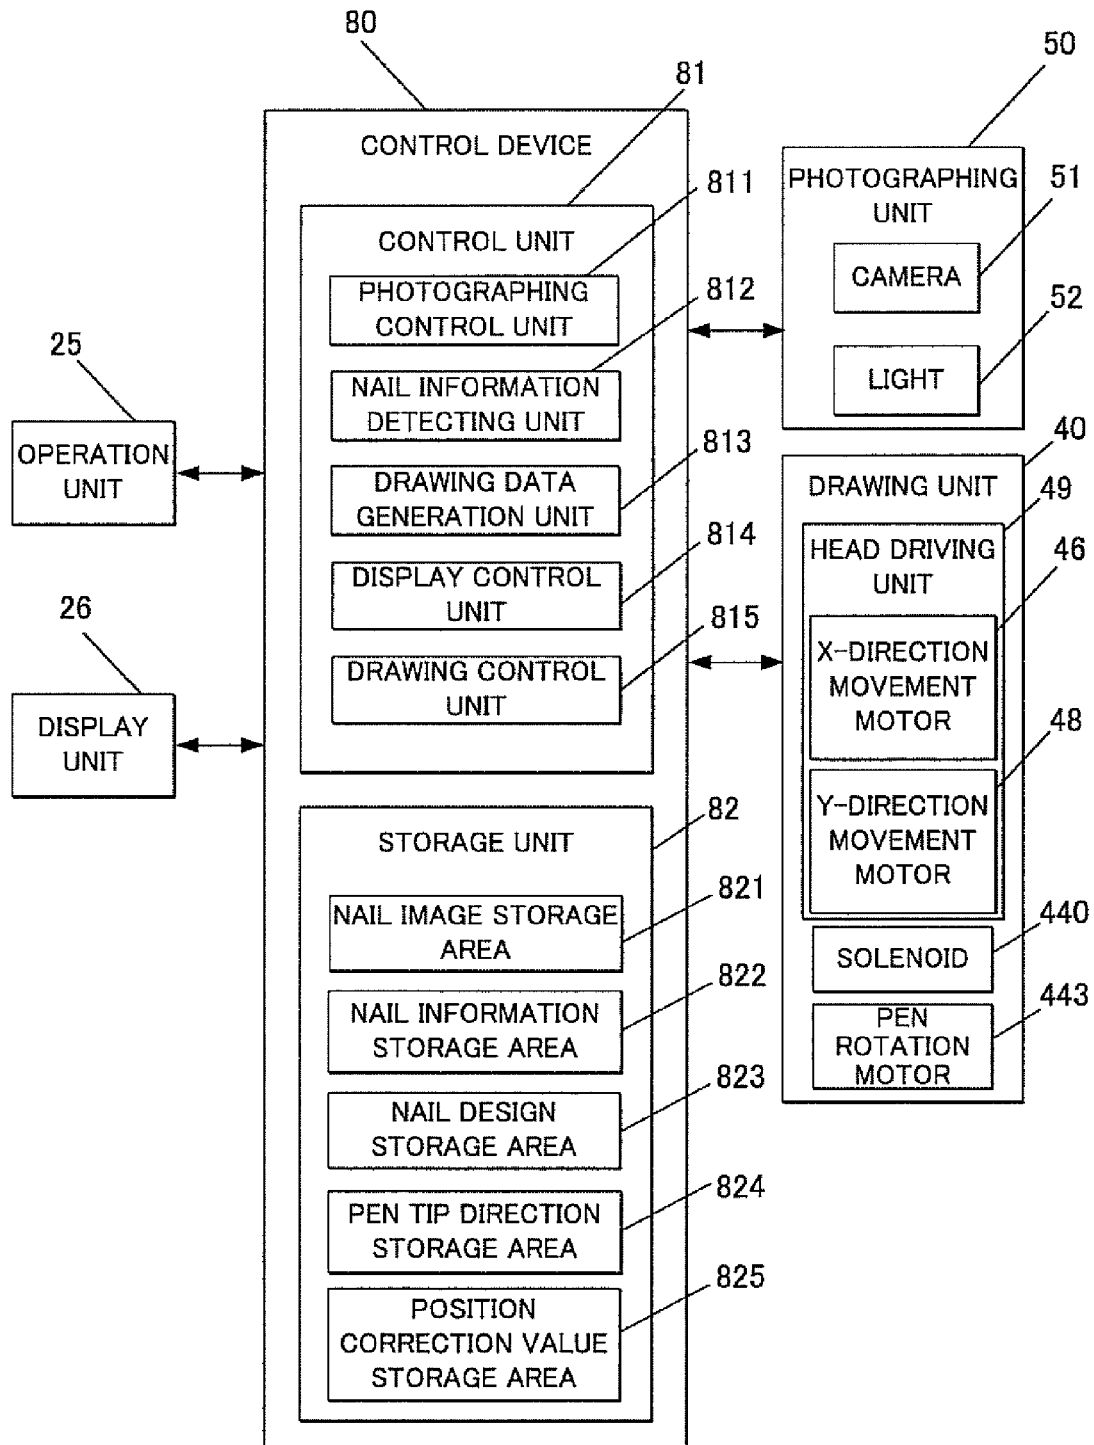 80
CONTROL DEVICE
81
CONTROL UNIT
811
PHOTOGRAPHING
CONTROL UNIT
812
NAIL INFORMATION
DETECTING UNIT
813
DRAWING DATA
GENERATION UNIT
814
DISPLAY CONTROL
UNIT
815
DRAWING CONTROL
UNIT
25
OPERATION
UNIT
26
DISPLAY
UNIT
82
STORAGE UNIT
821
NAIL IMAGE STORAGE
AREA
822
NAIL INFORMATION
STORAGE AREA
823
NAIL DESIGN
STORAGE AREA
824
PEN TIP DIRECTION
STORAGE AREA
825
POSITION
CORRECTION VALUE
STORAGE AREA
50
PHOTOGRAPHING
UNIT
51
CAMERA
52
LIGHT
40
DRAWING UNIT
49
HEAD DRIVING
UNIT
46
X-DIRECTION
MOVEMENT
MOTOR
48
Y-DIRECTION
MOVEMENT
MOTOR
440
SOLENOID
443
PEN
ROTATION
MOTOR